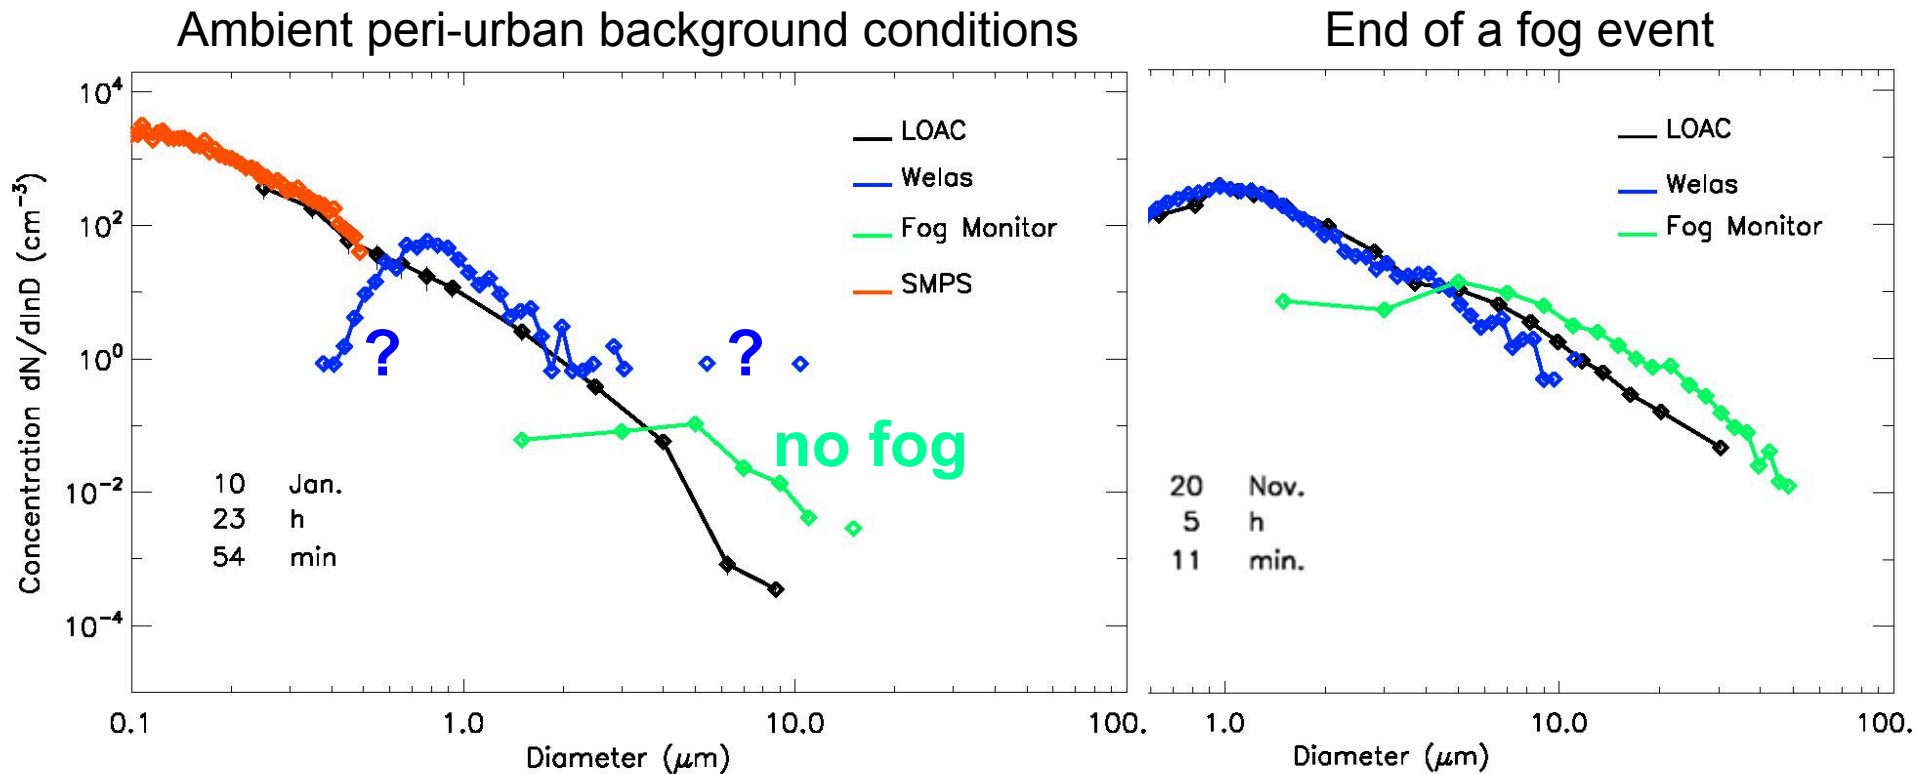 Ambient peri-urban background conditions
End of a fog event
Concentration dN/dlnD (cm⁻³)
10⁴
10²
10⁰
10⁻²
10⁻⁴
LOAC
Welas
Fog Monitor
SMPS
? ?
no fog
10 Jan.
23 h
54 min
0.1 1.0 10.0 100.
Diameter (μm)
LOAC
Welas
Fog Monitor
20 Nov.
5 h
11 min.
1.0 10.0 100.
Diameter (μm)